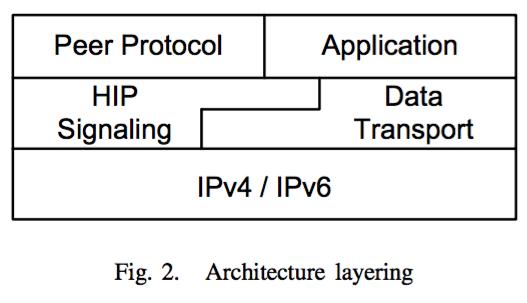 Peer Protocol
Application
HIP
Signaling
Data
Transport
IPv4 / IPv6
Fig. 2. Architecture layering